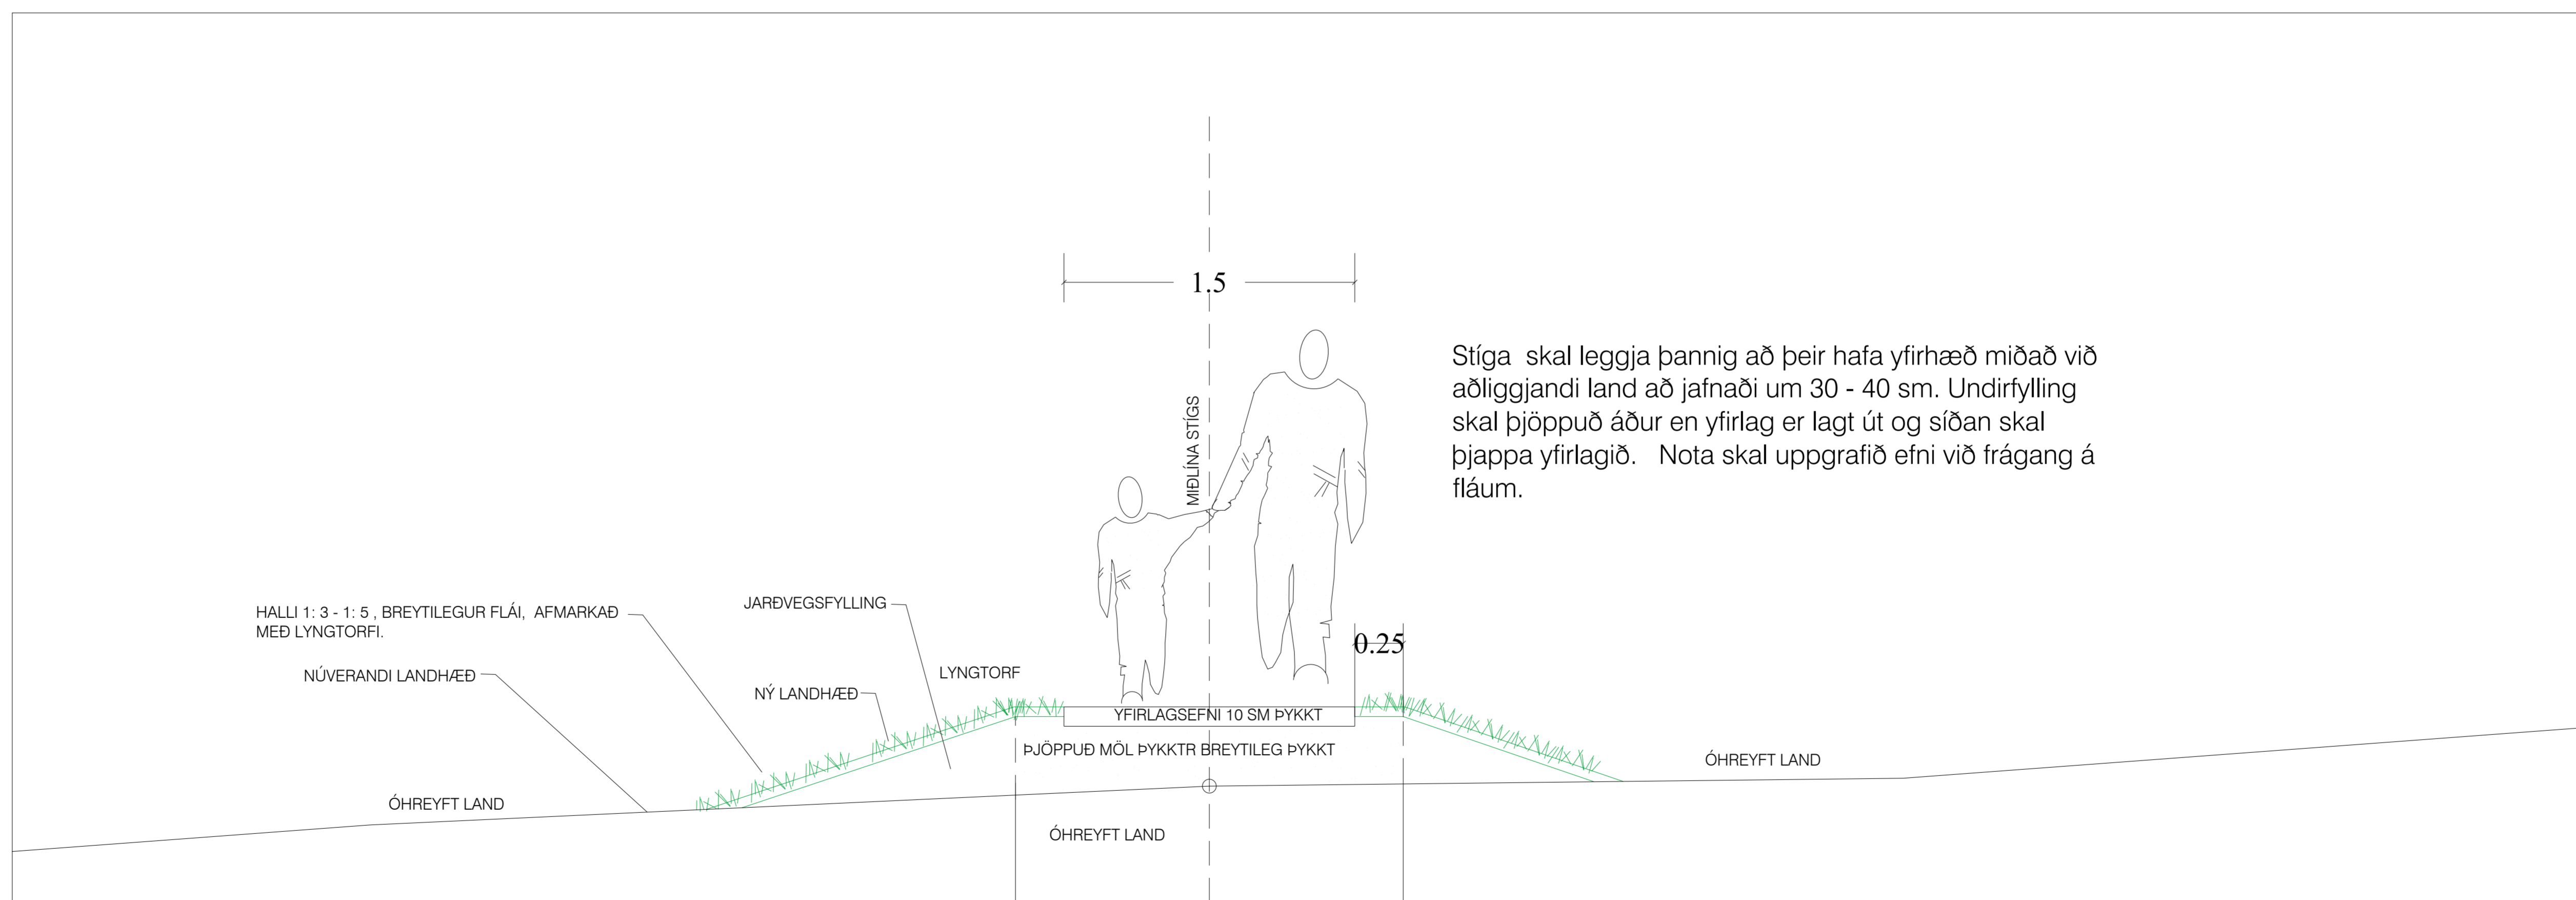 1.5
Stíga skal leggja þannig að þeir hafa yfirhæð miðað við
aðliggjandi land að jafnaði um 30 - 40 sm. Undirfylling
skal þjöppuð áður en yfirlag er lagt út og síðan skal
þjappa yfirlagið. Nota skal uppgrafið efni við frágang á
fláum.
MIÐLÍNA STÍGS
HALLI 1: 3 - 1: 5 , BREYTILEGUR FLÁI, AFMARKAÐ
MEÐ LYNGTORFI.
JARÐVEGSFYLLING
0.25
NÚVERANDI LANDHÆÐ
LYNGTORF
NÝ LANDHÆÐ
YFIRLAGSEFNI 10 SM ÞYKKT
ÞJÖPPUÐ MÖL ÞYKKTR BREYTILEG ÞYKKT
ÓHREYFT LAND
ÓHREYFT LAND
ÓHREYFT LAND